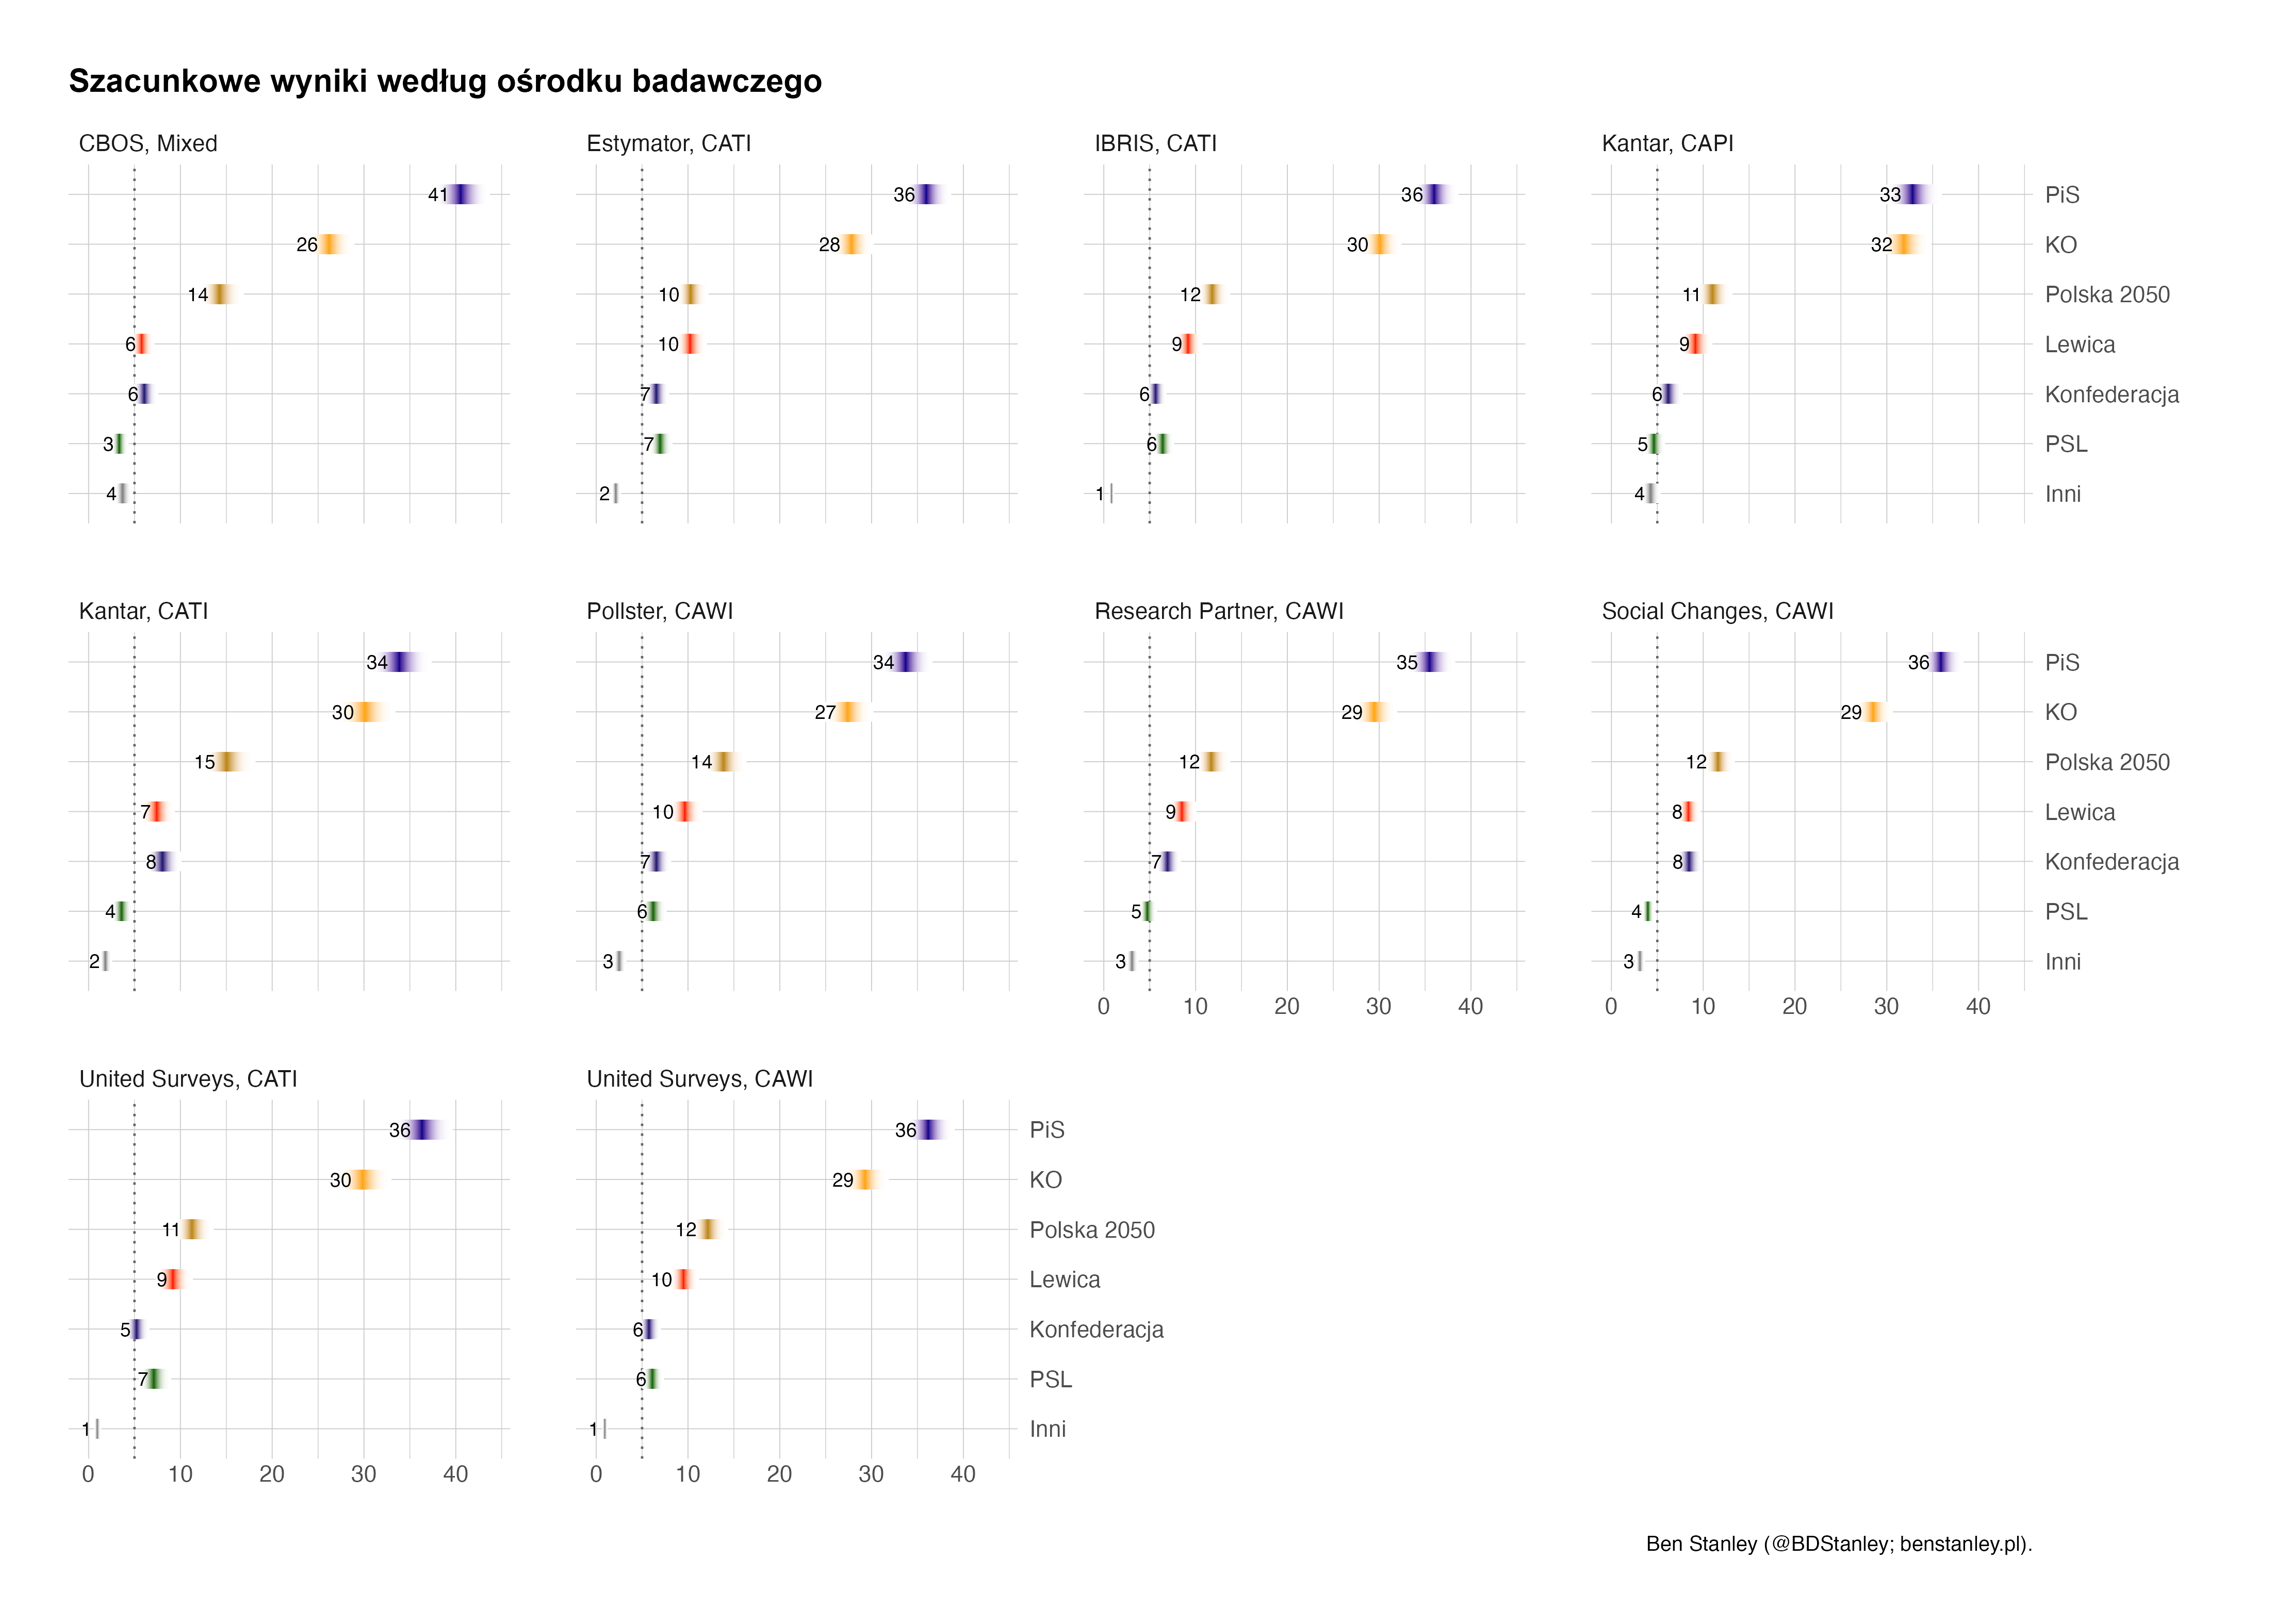 Szacunkowe wyniki według ośrodku badawczego
CBOS, Mixed
41
26
14
6
6
3
4
Estymator, CATI
36
28
10
10
7
7
2
IBRIS, CATI
36
30
12
9
6
6
1
Kantar, CAPI
33
32
11
9
6
5
4
PiS
KO
Polska 2050
Lewica
Konfederacja
PSL
Inni
Kantar, CATI
34
30
15
7
8
4
2
Pollster, CAWI
34
27
14
10
7
6
3
Research Partner, CAWI
35
29
12
9
7
5
3
0 10 20 30 40
Social Changes, CAWI
36
29
12
8
8
4
3
0 10 20 30 40
PiS
KO
Polska 2050
Lewica
Konfederacja
PSL
Inni
United Surveys, CATI
36
30
11
9
5
7
1
0 10 20 30 40
United Surveys, CAWI
36
29
12
10
6
6
1
0 10 20 30 40
PiS
KO
Polska 2050
Lewica
Konfederacja
PSL
Inni
Ben Stanley (@BDStanley; benstanley.pl).